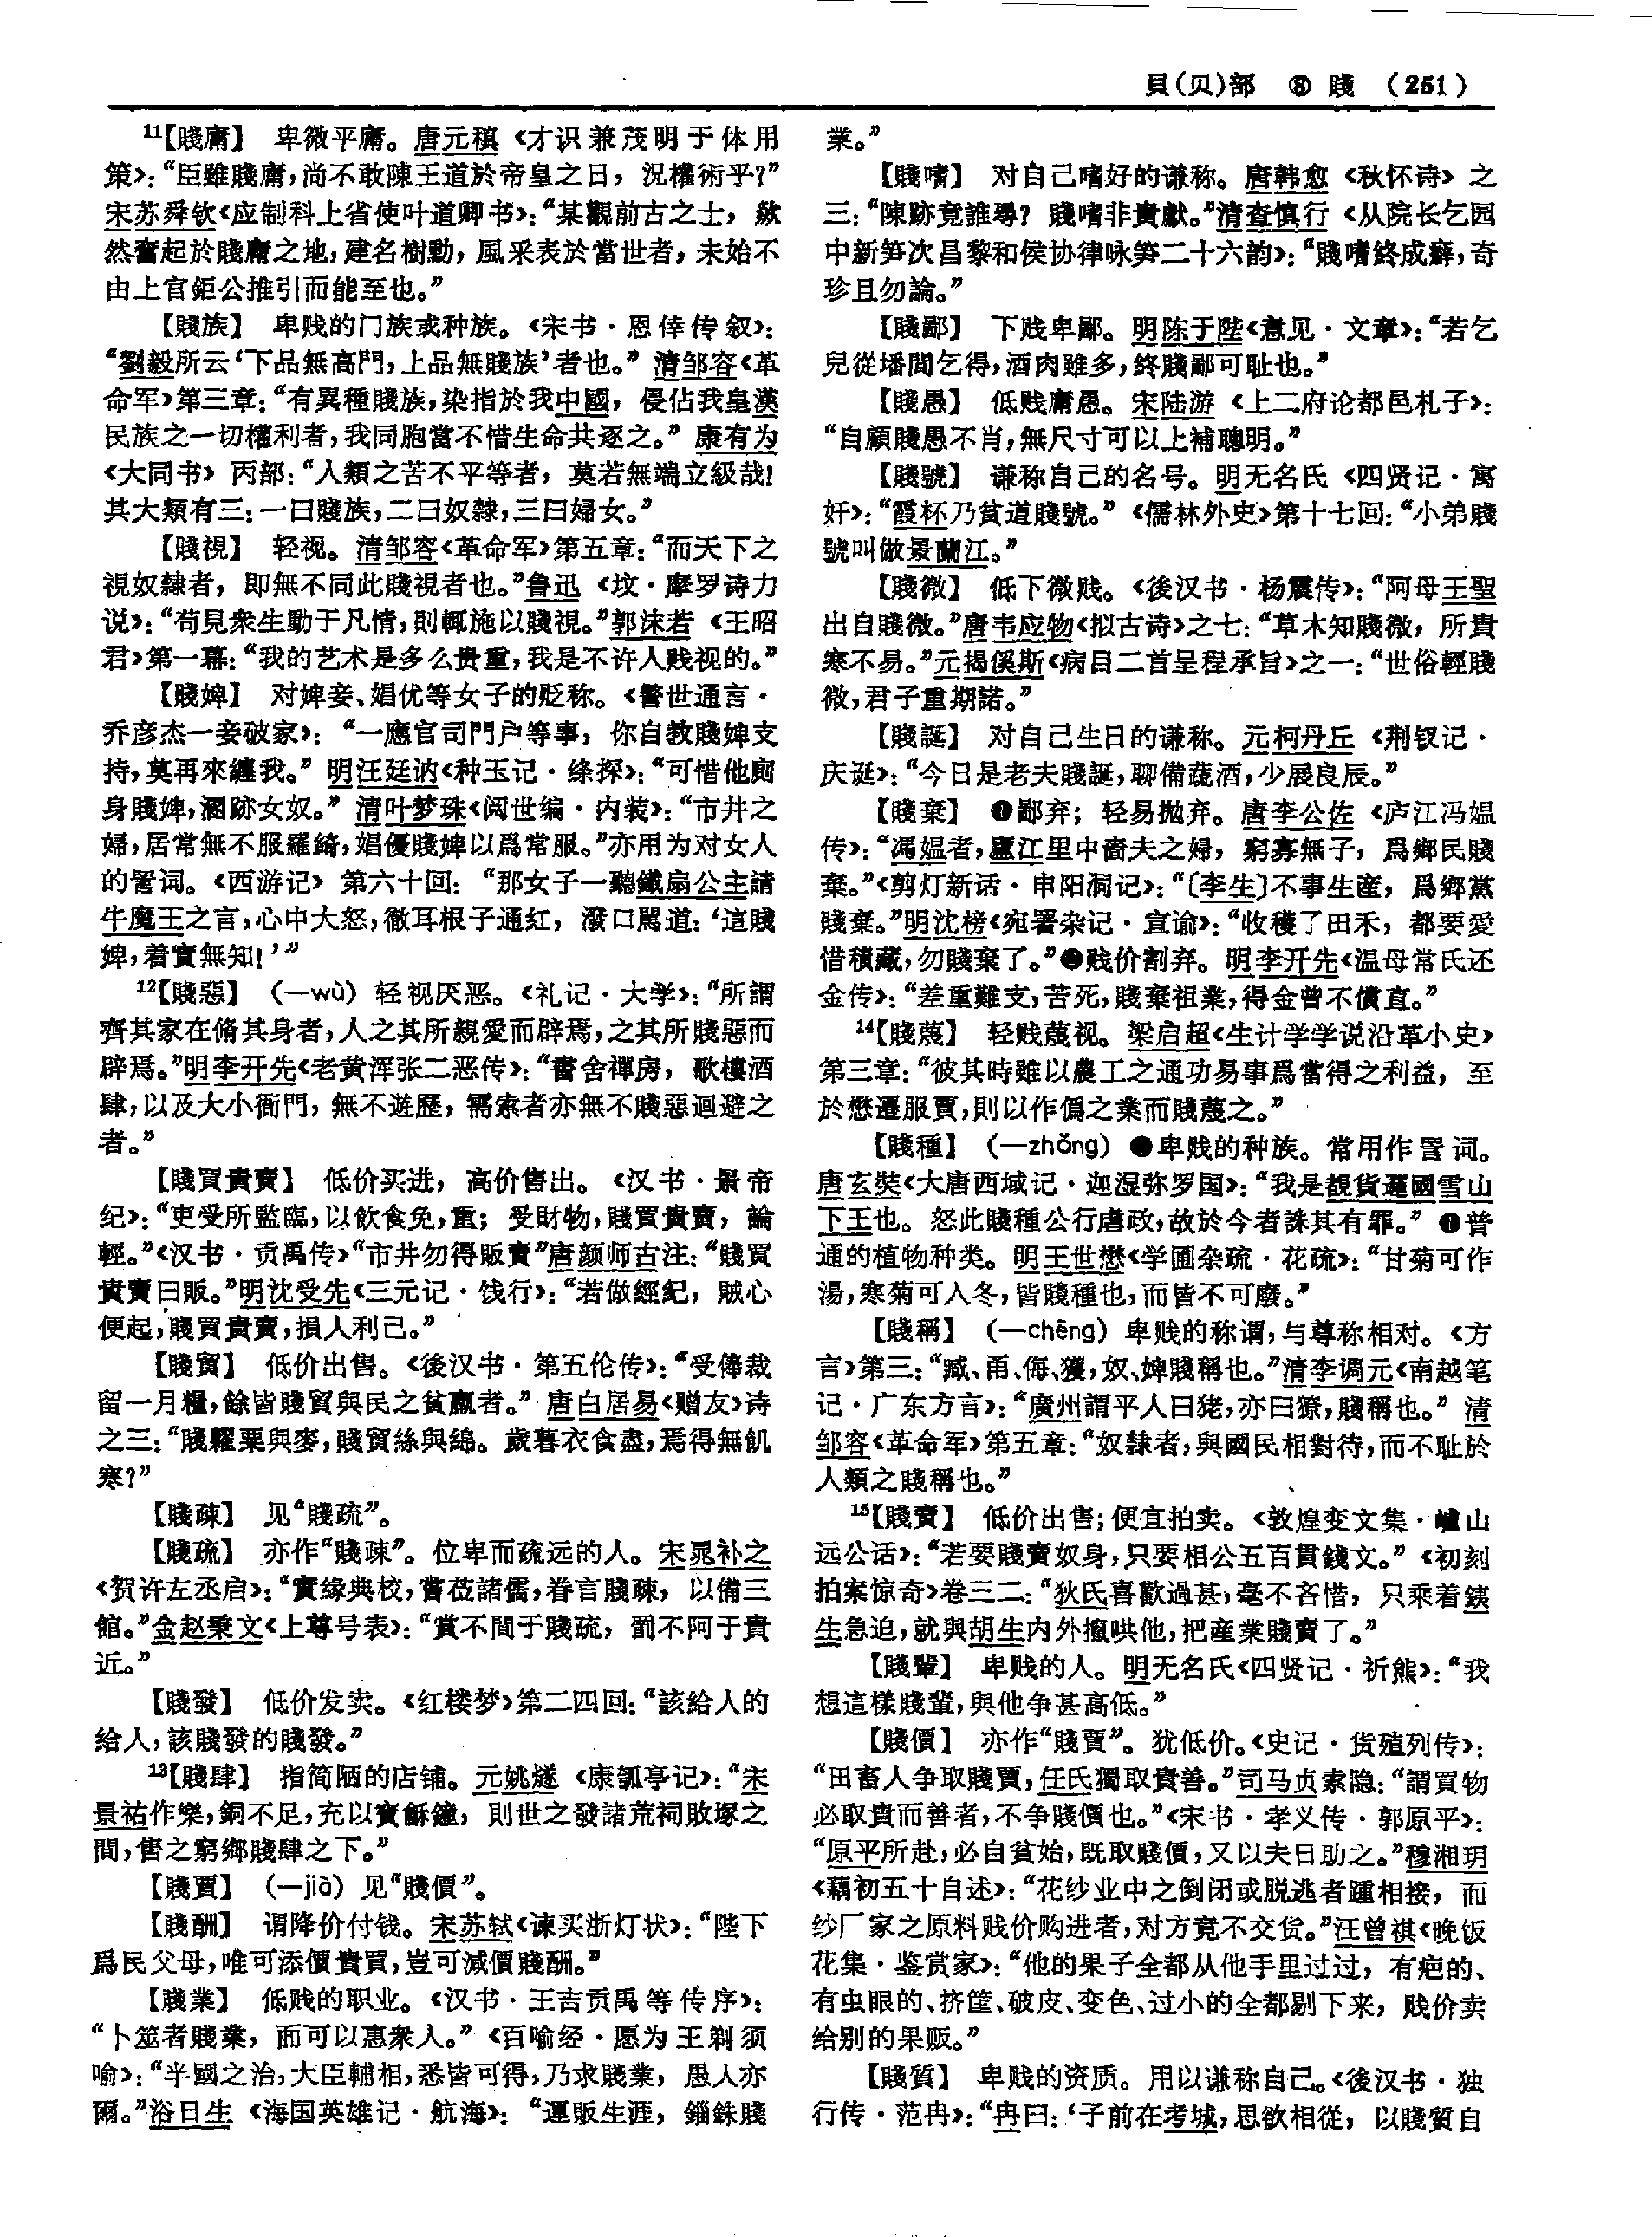 貝(贝)部 ⑧ 賤 (251)
11【賤庸】 卑微平庸。唐元稹《才识兼茂明于体用
策》：“臣雖賤庸，尚不敢陳王道於帝皇之日，況權術乎？”
宋苏舜钦《应制科上省使叶道卿书》：“某觀前古之士，歘
然奮起於賤庸之地，建名樹勳，風采表於當世者，未始不
由上官鉅公推引而能至也。”
【賤族】 卑贱的门族或种族。《宋书·恩倖传叙》：
“劉毅所云‘下品無高門，上品無賤族’者也。”清邹容《革
命军》第三章：“有異種賤族，染指於我中國，侵佔我皇漢
民族之一切權利者，我同胞當不惜生命共逐之。”康有为
《大同书》丙部：“人類之苦不平等者，莫若無端立級哉！
其大類有三：一曰賤族，二曰奴隸，三曰婦女。”
【賤視】 轻视。清邹容《革命军》第五章：“而天下之
視奴隸者，即無不同此賤視者也。”鲁迅《坟·摩罗诗力
说》：“苟見衆生動于凡情，則輒施以賤視。”郭沫若《王昭
君》第一幕：“我的艺术是多么贵重，我是不许人贱视的。”
【賤婢】 对婢妾、娼优等女子的贬称。《警世通言·
乔彦杰一妾破家》：“一應官司門户等事，你自教賤婢支
持，莫再來纏我。”明汪廷讷《种玉记·缘探》：“可惜他廁
身賤婢，溷跡女奴。”清叶梦珠《阅世编·内装》：“市井之
婦，居常無不服羅綺，娼優賤婢以爲常服。”亦用为对女人
的詈词。《西游记》第六十回：“那女子一聽鐵扇公主請
牛魔王之言，心中大怒，徹耳根子通紅，潑口駡道：‘這賤
婢，着實無知！’”
12【賤惡】 （一wù）轻视厌恶。《礼记·大学》：“所謂
齊其家在脩其身者，人之其所親愛而辟焉，之其所賤惡而
辟焉。”明李开先《老黄浑张二恶传》：“書舍禪房，歌樓酒
肆，以及大小衙門，無不遊歷，需索者亦無不賤惡迴避之
者。”
【賤買貴賣】 低价买进，高价售出。《汉书·景帝
纪》：“吏受所監臨，以飲食免，重；受財物，賤買貴賣，論
輕。”《汉书·贡禹传》“市井勿得販賣”唐颜师古注：“賤買
貴賣曰販。”明沈受先《三元记·饯行》：“若做經紀，贼心
便起，賤買貴賣，損人利己。”
【賤貿】 低价出售。《後汉书·第五伦传》：“受俸裁
留一月糧，餘皆賤貿與民之貧羸者。”唐白居易《赠友》诗
之三：“賤糶粟與麥，賤貿絲與綿。歲暮衣食盡，焉得無飢
寒？”
【賤疎】 见“賤疏”。
【賤疏】 亦作“賤疎”。位卑而疏远的人。宋晁补之
《贺许左丞启》：“實緣典校，嘗莅諸儒，眷言賤疎，以備三
館。”金赵秉文《上尊号表》：“賞不間于賤疏，罰不阿于貴
近。”
【賤發】 低价发卖。《红楼梦》第二四回：“該給人的
給人，該賤發的賤發。”
13【賤肆】 指简陋的店铺。元姚燧《康瓠亭记》：“宋
景祐作樂，銅不足，充以寶龢鐘，則世之發諸荒祠敗塚之
間，售之窮鄉賤肆之下。”
【賤賈】 （一jià）见“賤價”。
【賤酬】 谓降价付钱。宋苏轼《谏买浙灯状》：“陛下
爲民父母，唯可添價貴買，豈可減價賤酬。”
【賤業】 低贱的职业。《汉书·王吉贡禹等传序》：
“卜筮者賤業，而可以惠衆人。”《百喻经·愿为王剃须
喻》：“半國之治，大臣輔相，悉皆可得，乃求賤業，愚人亦
爾。”浴日生《海国英雄记·航海》：“運販生涯，錙銖賤
業。”
【賤嗜】 对自己嗜好的谦称。唐韩愈《秋怀诗》之
三：“陳跡竟誰尋？賤嗜非貴獻。”清查慎行《从院长乞园
中新笋次昌黎和侯协律咏笋二十六韵》：“賤嗜終成癖，奇
珍且勿論。”
【賤鄙】 下贱卑鄙。明陈于陛《意见·文章》：“若乞
兒從墦間乞得，酒肉雖多，終賤鄙可耻也。”
【賤愚】 低贱庸愚。宋陆游《上二府论都邑札子》：
“自顧賤愚不肖，無尺寸可以上補聰明。”
【賤號】 谦称自己的名号。明无名氏《四贤记·寓
奸》：“霞杯乃貧道賤號。”《儒林外史》第十七回：“小弟賤
號叫做景蘭江。”
【賤微】 低下微贱。《後汉书·杨震传》：“阿母王聖
出自賤微。”唐韦应物《拟古诗》之七：“草木知賤微，所貴
寒不易。”元揭傒斯《病目二首呈程承旨》之一：“世俗輕賤
微，君子重期諾。”
【賤誕】 对自己生日的谦称。元柯丹丘《荆钗记·
庆诞》：“今日是老夫賤誕，聊備蔬酒，少展良辰。”
【賤棄】 ❶鄙弃；轻易抛弃。唐李公佐《庐江冯媪
传》：“馮媪者，廬江里中嗇夫之婦，窮寡無子，爲鄉民賤
棄。”《剪灯新话·申阳洞记》：“〔李生〕不事生産，爲鄉黨
賤棄。”明沈榜《宛署杂记·宣谕》：“收穫了田禾，都要愛
惜積藏，勿賤棄了。”❷贱价割弃。明李开先《温母常氏还
金传》：“差重難支，苦死，賤棄祖業，得金曾不償直。”
14【賤蔑】 轻贱蔑视。梁启超《生计学学说沿革小史》
第三章：“彼其時雖以農工之通功易事爲當得之利益，至
於懋遷服賈，則以作僞之業而賤蔑之。”
【賤種】 （一zhǒng）❶卑贱的种族。常用作詈词。
唐玄奘《大唐西域记·迦湿弥罗国》：“我是覩貨邏國雪山
下王也。怒此賤種公行虐政，故於今者誅其有罪。”❶普
通的植物种类。明王世懋《学圃杂疏·花疏》：“甘菊可作
湯，寒菊可入冬，皆賤種也，而皆不可廢。”
【賤稱】 （一chēng）卑贱的称谓，与尊称相对。《方
言》第三：“臧、甬、侮、獲，奴、婢賤稱也。”清李调元《南越笔
记·广东方言》：“廣州謂平人曰狫，亦曰獠，賤稱也。”清
邹容《革命军》第五章：“奴隸者，與國民相對待，而不耻於
人類之賤稱也。”
15【賤賣】 低价出售；便宜拍卖。《敦煌变文集·廬山
远公话》：“若要賤賣奴身，只要相公五百貫錢文。”《初刻
拍案惊奇》卷三二：“狄氏喜歡過甚，毫不吝惜，只乘着鐵
生急迫，就與胡生内外攛哄他，把産業賤賣了。”
【賤輩】 卑贱的人。明无名氏《四贤记·祈熊》：“我
想這樣賤輩，與他争甚高低。”
【賤價】 亦作“賤賈”。犹低价。《史记·货殖列传》：
“田畜人争取賤賈，任氏獨取貴善。”司马贞索隐：“謂買物
必取貴而善者，不争賤價也。”《宋书·孝义传·郭原平》：
“原平所赴，必自貧始，既取賤價，又以夫日助之。”穆湘玥
《藕初五十自述》：“花纱业中之倒闭或脱逃者踵相接，而
纱厂家之原料贱价购进者，对方竟不交货。”汪曾祺《晚饭
花集·鉴赏家》：“他的果子全都从他手里过过，有疤的、
有虫眼的、挤筐、破皮、变色、过小的全都剔下来，贱价卖
给别的果贩。”
【賤質】 卑贱的资质。用以谦称自己。《後汉书·独
行传·范冉》：“冉曰：‘子前在考城，思欲相從，以賤質自